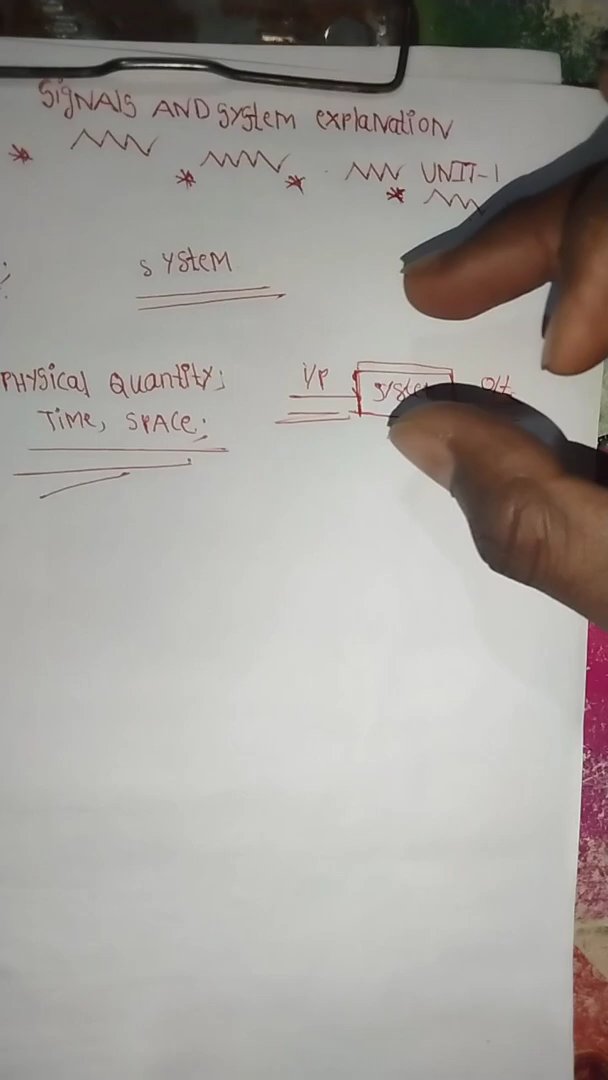 SigNAls AND System explanation
UNIT-1
system
PHYsical Quantity; i/P
TIME, SPACE.